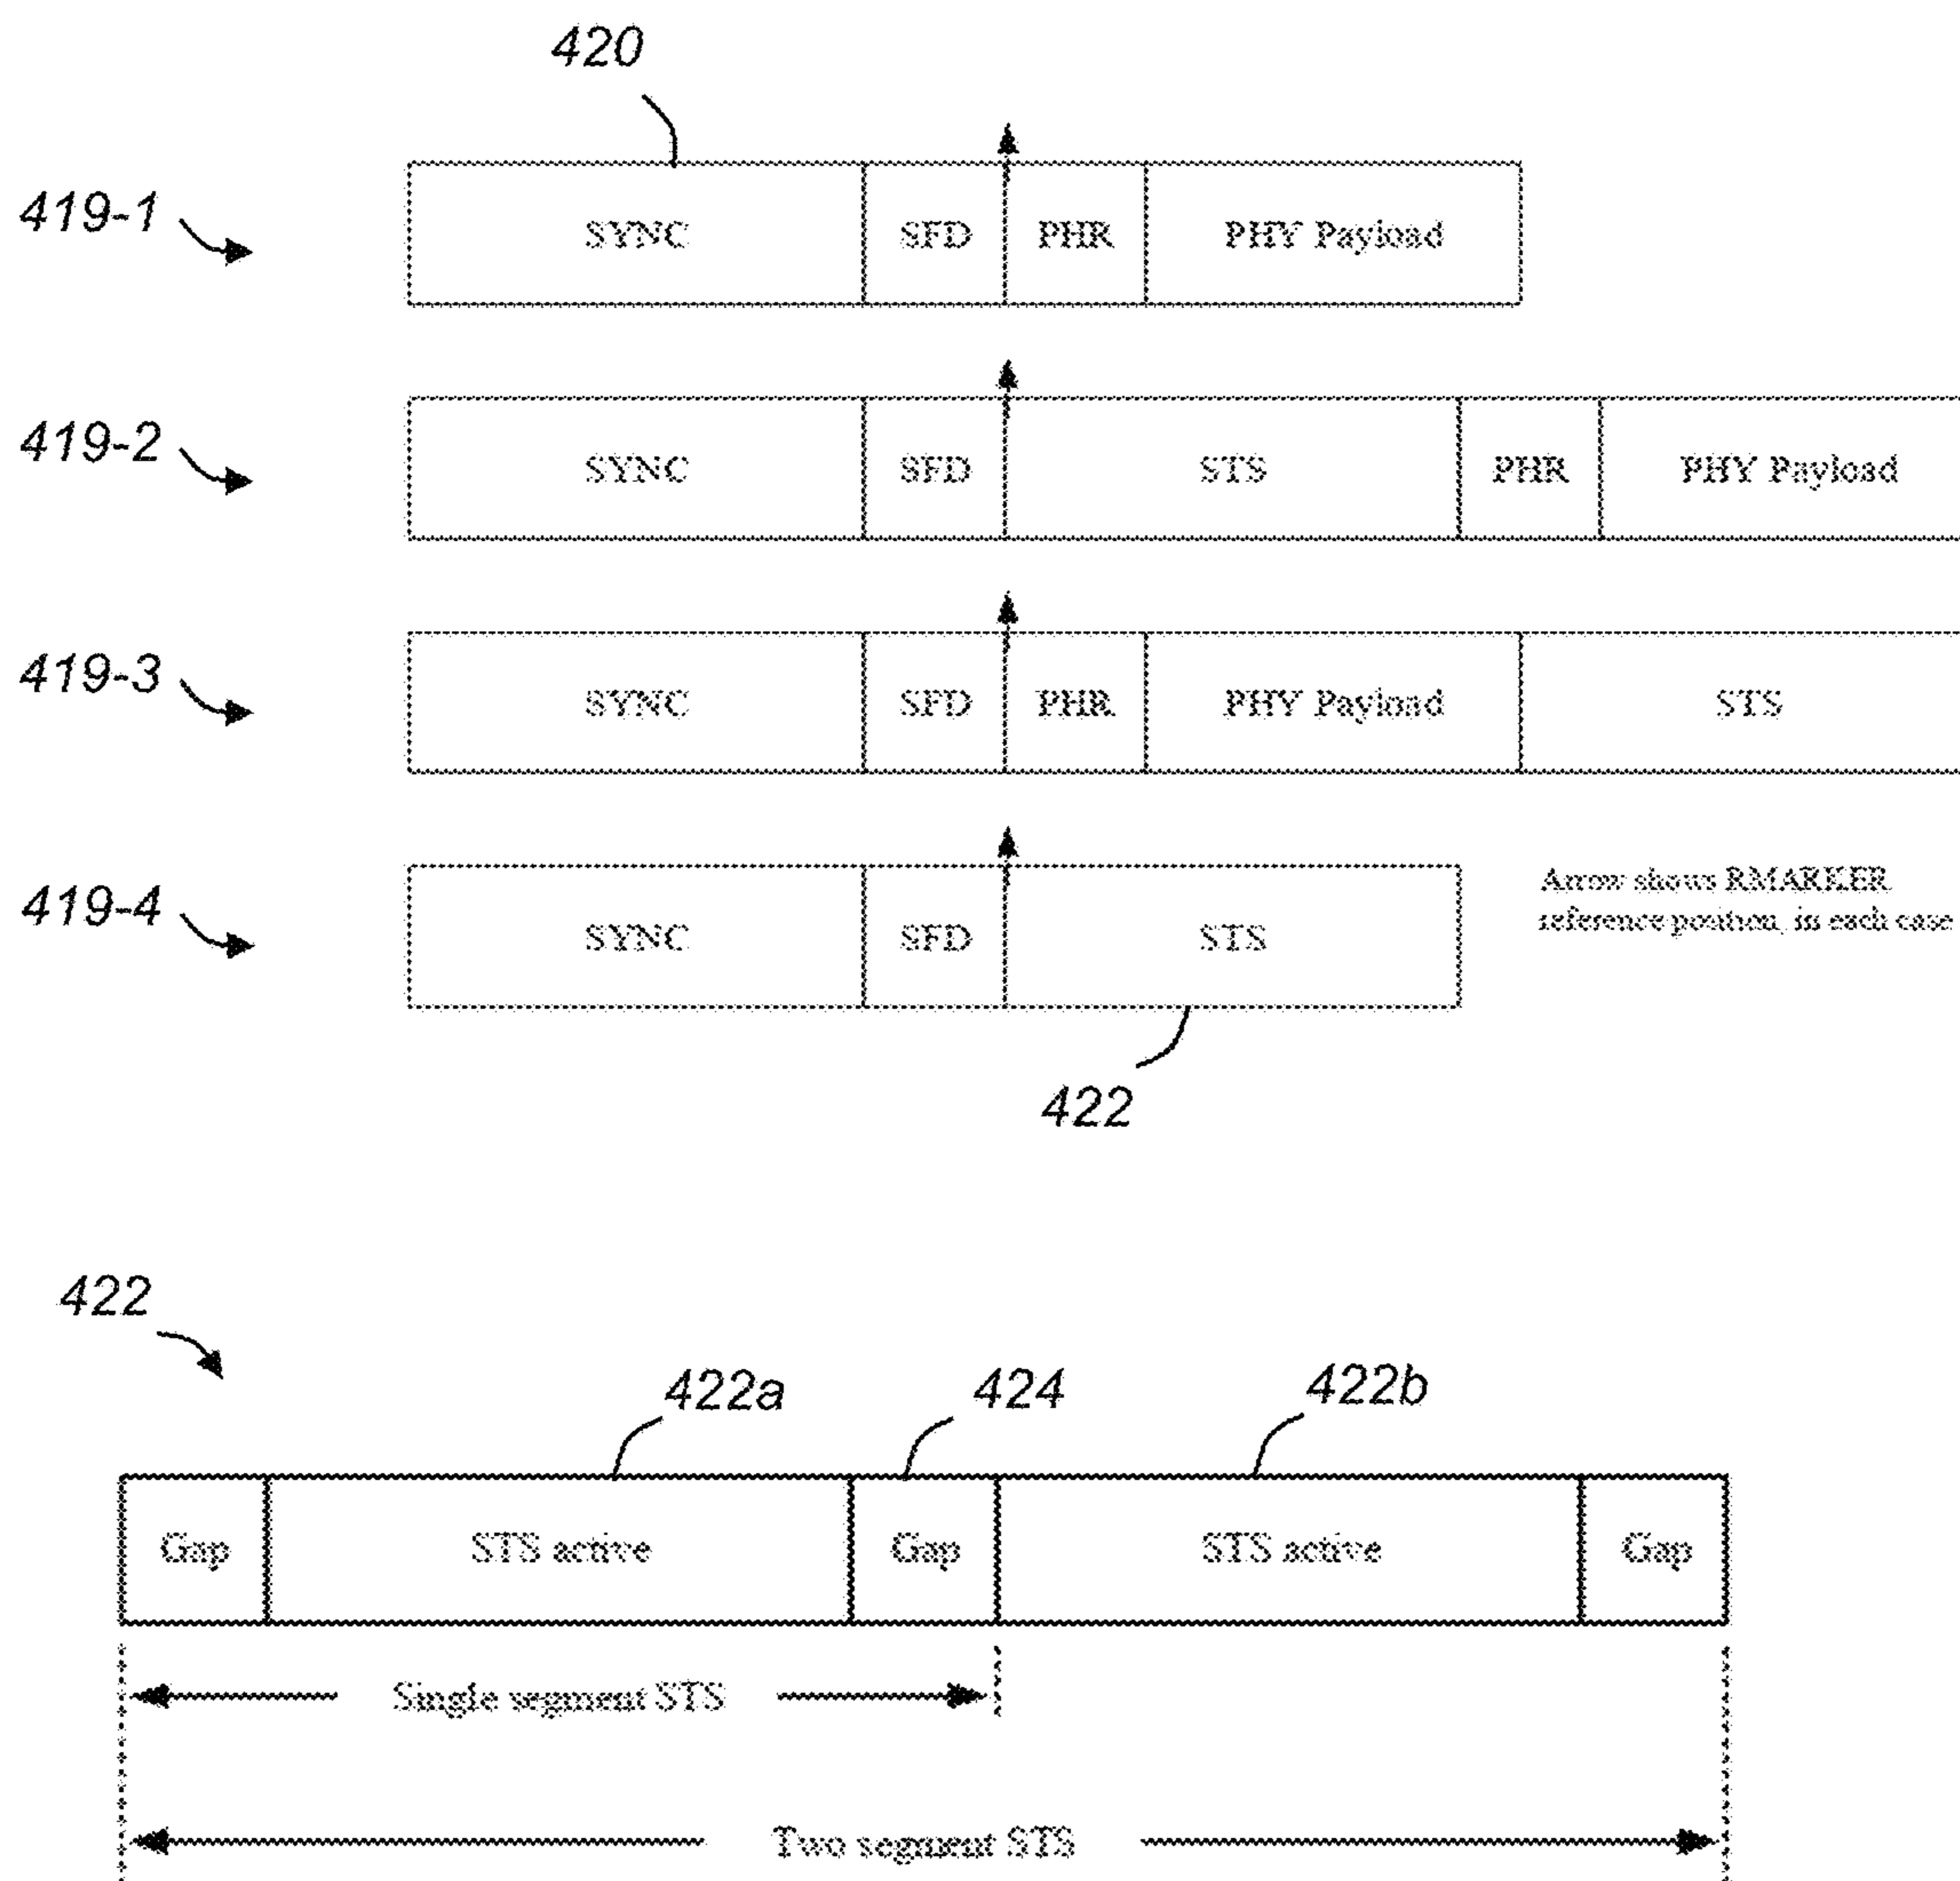 420
419-1
SYNC SFD PHR PHY Payload
419-2
SYNC SFD STS PHR PHY Payload
419-3
SYNC SFD PHR PHY Payload STS
419-4
SYNC SFD STS
Arrow shows RMARKER
reference position, in each case
422
422
422a 424 422b
Gap STS active Gap STS active Gap
Single segment STS
Two segment STS